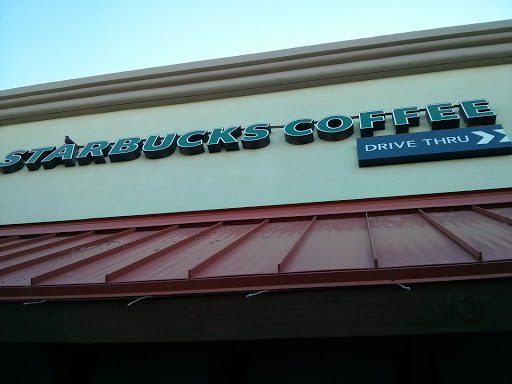 STARBUCKS COFFEE
DRIVE THRU